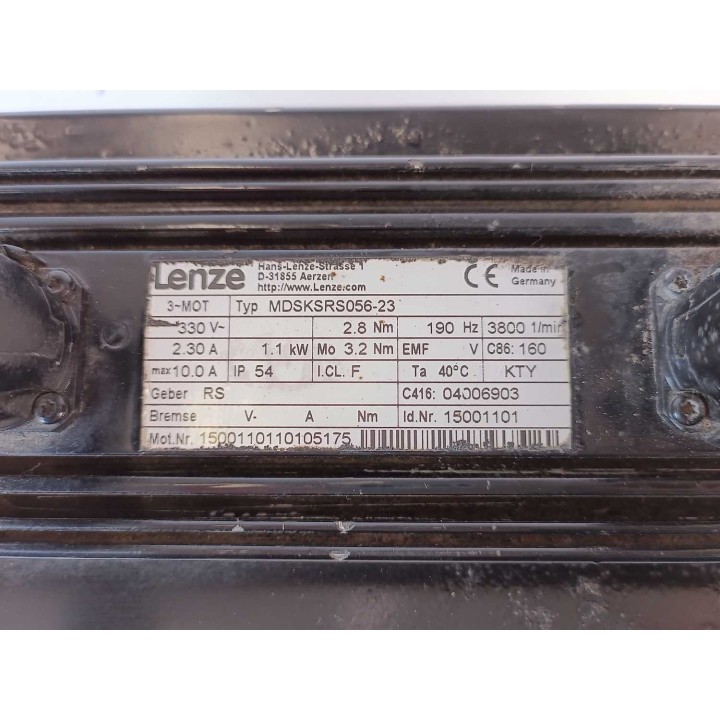 Lenze Hans-Lenze-Strasse 1
D-31855 Aerzen
http://www.Lenze.com
CE Made in
Germany
3~MOT Typ MDSKSRS056-23
330 V~ 2.8 Nm 190 Hz 3800 1/min
2.30 A 1.1 kW Mo 3.2 Nm EMF V C86: 160
max 10.0 A IP 54 I.CL. F Ta 40°C KTY
Geber RS C416: 04006903
Bremse V- A Nm Id.Nr. 15001101
Mot.Nr. 1500110110105175